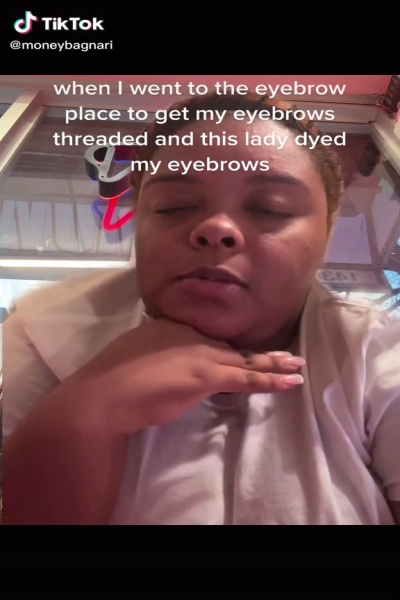 TikTok
@moneybagnari
when I went to the eyebrow
place to get my eyebrows
threaded and this lady dyed
my eyebrows